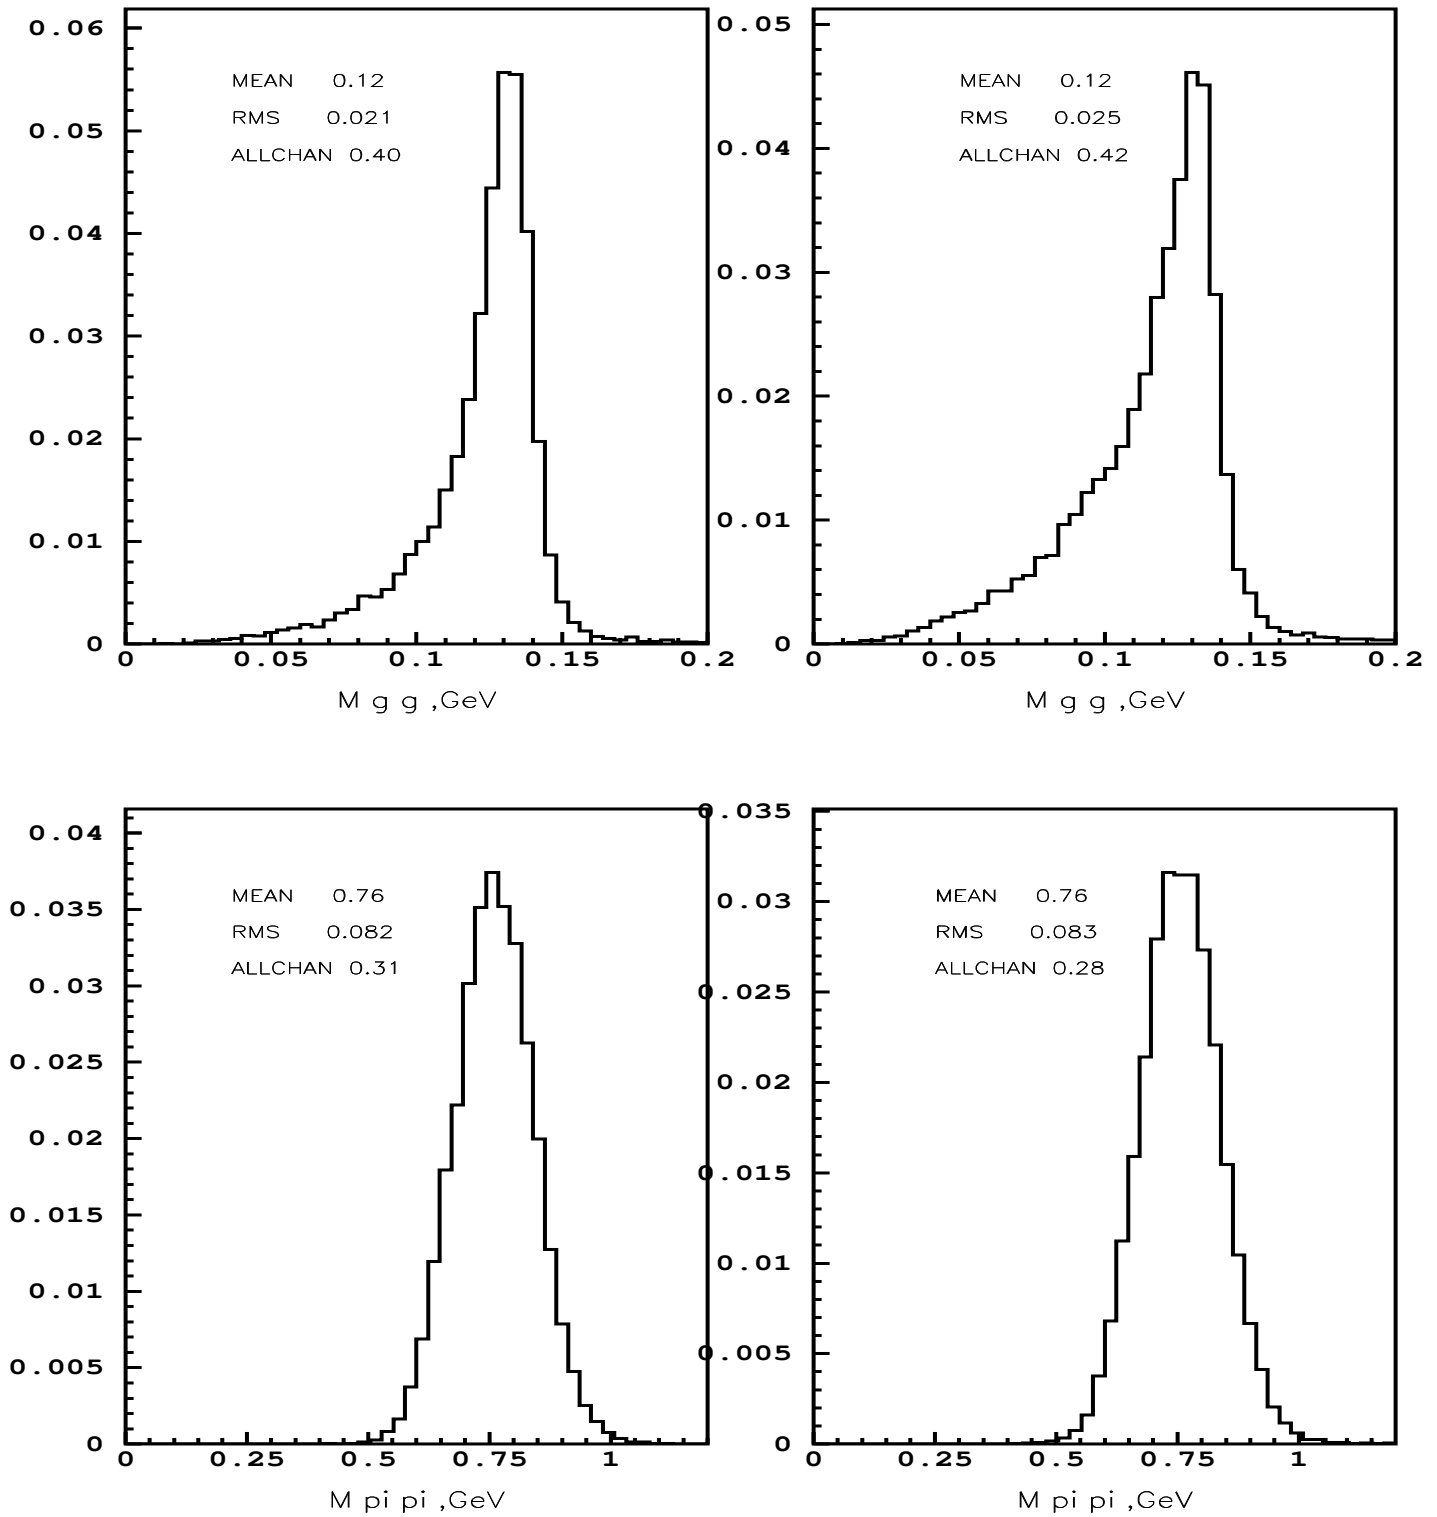 0.06
0.05
0.04
0.03
0.02
0.01
0
MEAN 0.12
RMS 0.021
ALLCHAN 0.40
0 0.05 0.1 0.15 0.2
M g g ,GeV
0.05
0.04
0.03
0.02
0.01
0
MEAN 0.12
RMS 0.025
ALLCHAN 0.42
0 0.05 0.1 0.15 0.2
M g g ,GeV
0.04
0.035
0.03
0.025
0.02
0.015
0.01
0.005
0
MEAN 0.76
RMS 0.082
ALLCHAN 0.31
0 0.25 0.5 0.75 1
M pi pi ,GeV
0.035
0.03
0.025
0.02
0.015
0.01
0.005
0
MEAN 0.76
RMS 0.083
ALLCHAN 0.28
0 0.25 0.5 0.75 1
M pi pi ,GeV